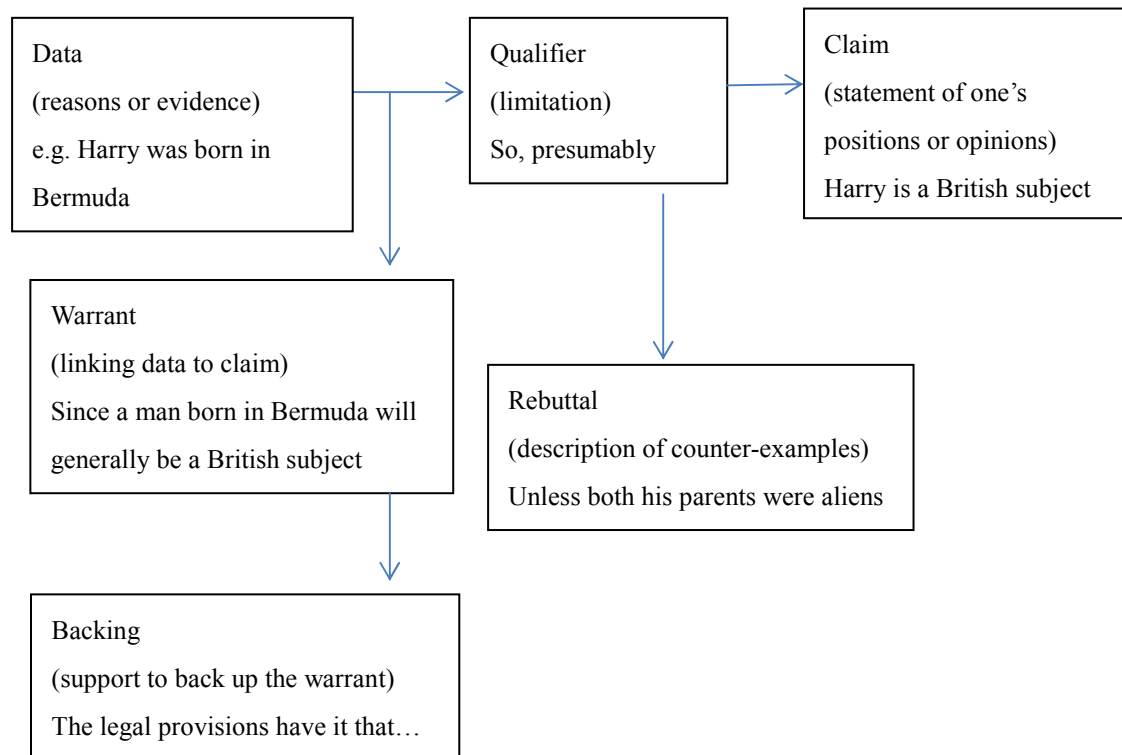 Data
(reasons or evidence)
e.g. Harry was born in
Bermuda
Qualifier
(limitation)
So, presumably
Claim
(statement of one’s
positions or opinions)
Harry is a British subject
Warrant
(linking data to claim)
Since a man born in Bermuda will
generally be a British subject
Rebuttal
(description of counter-examples)
Unless both his parents were aliens
Backing
(support to back up the warrant)
The legal provisions have it that…